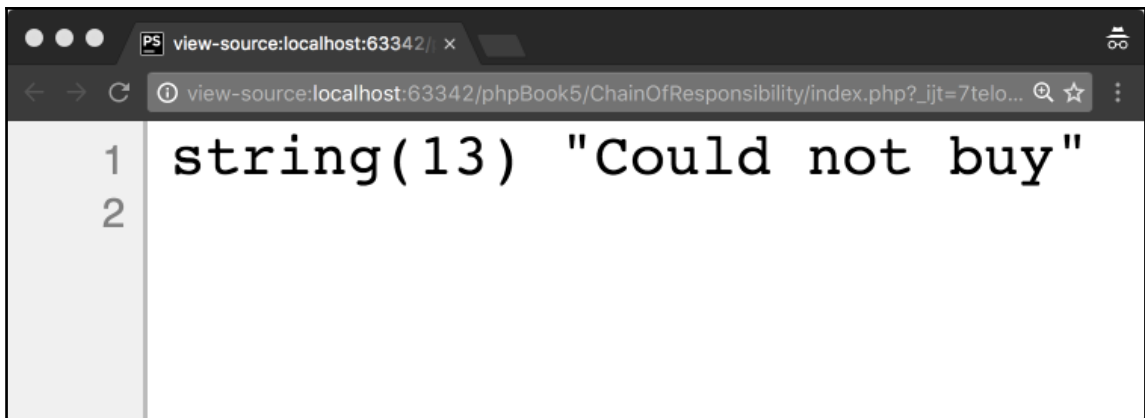 PS view-source:localhost:63342/ ×
view-source:localhost:63342/phpBook5/ChainOfResponsibility/index.php?_ijt=7telo...
1 string(13) "Could not buy"
2